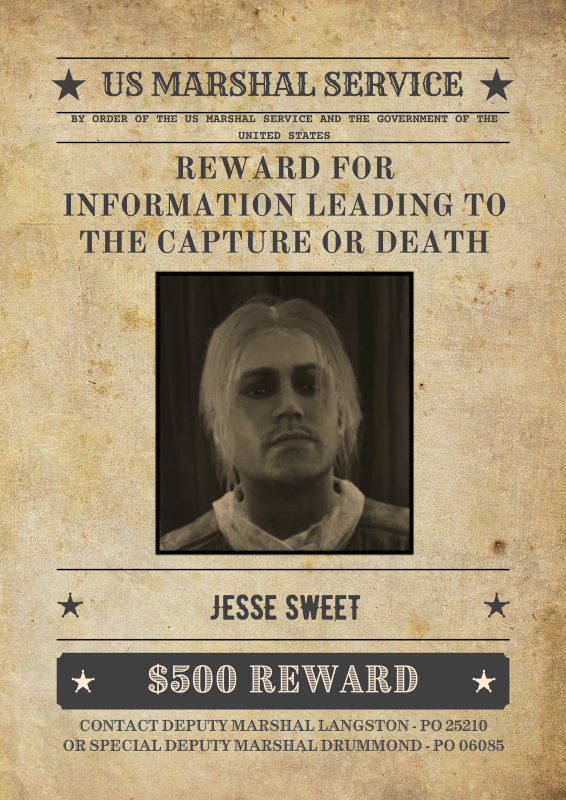 US MARSHAL SERVICE
BY ORDER OF THE US MARSHAL SERVICE AND THE GOVERNMENT OF THE
UNITED STATES
REWARD FOR
INFORMATION LEADING TO
THE CAPTURE OR DEATH
JESSE SWEET
$500 REWARD
CONTACT DEPUTY MARSHAL LANGSTON - PO 25210
OR SPECIAL DEPUTY MARSHAL DRUMMOND - PO 06085